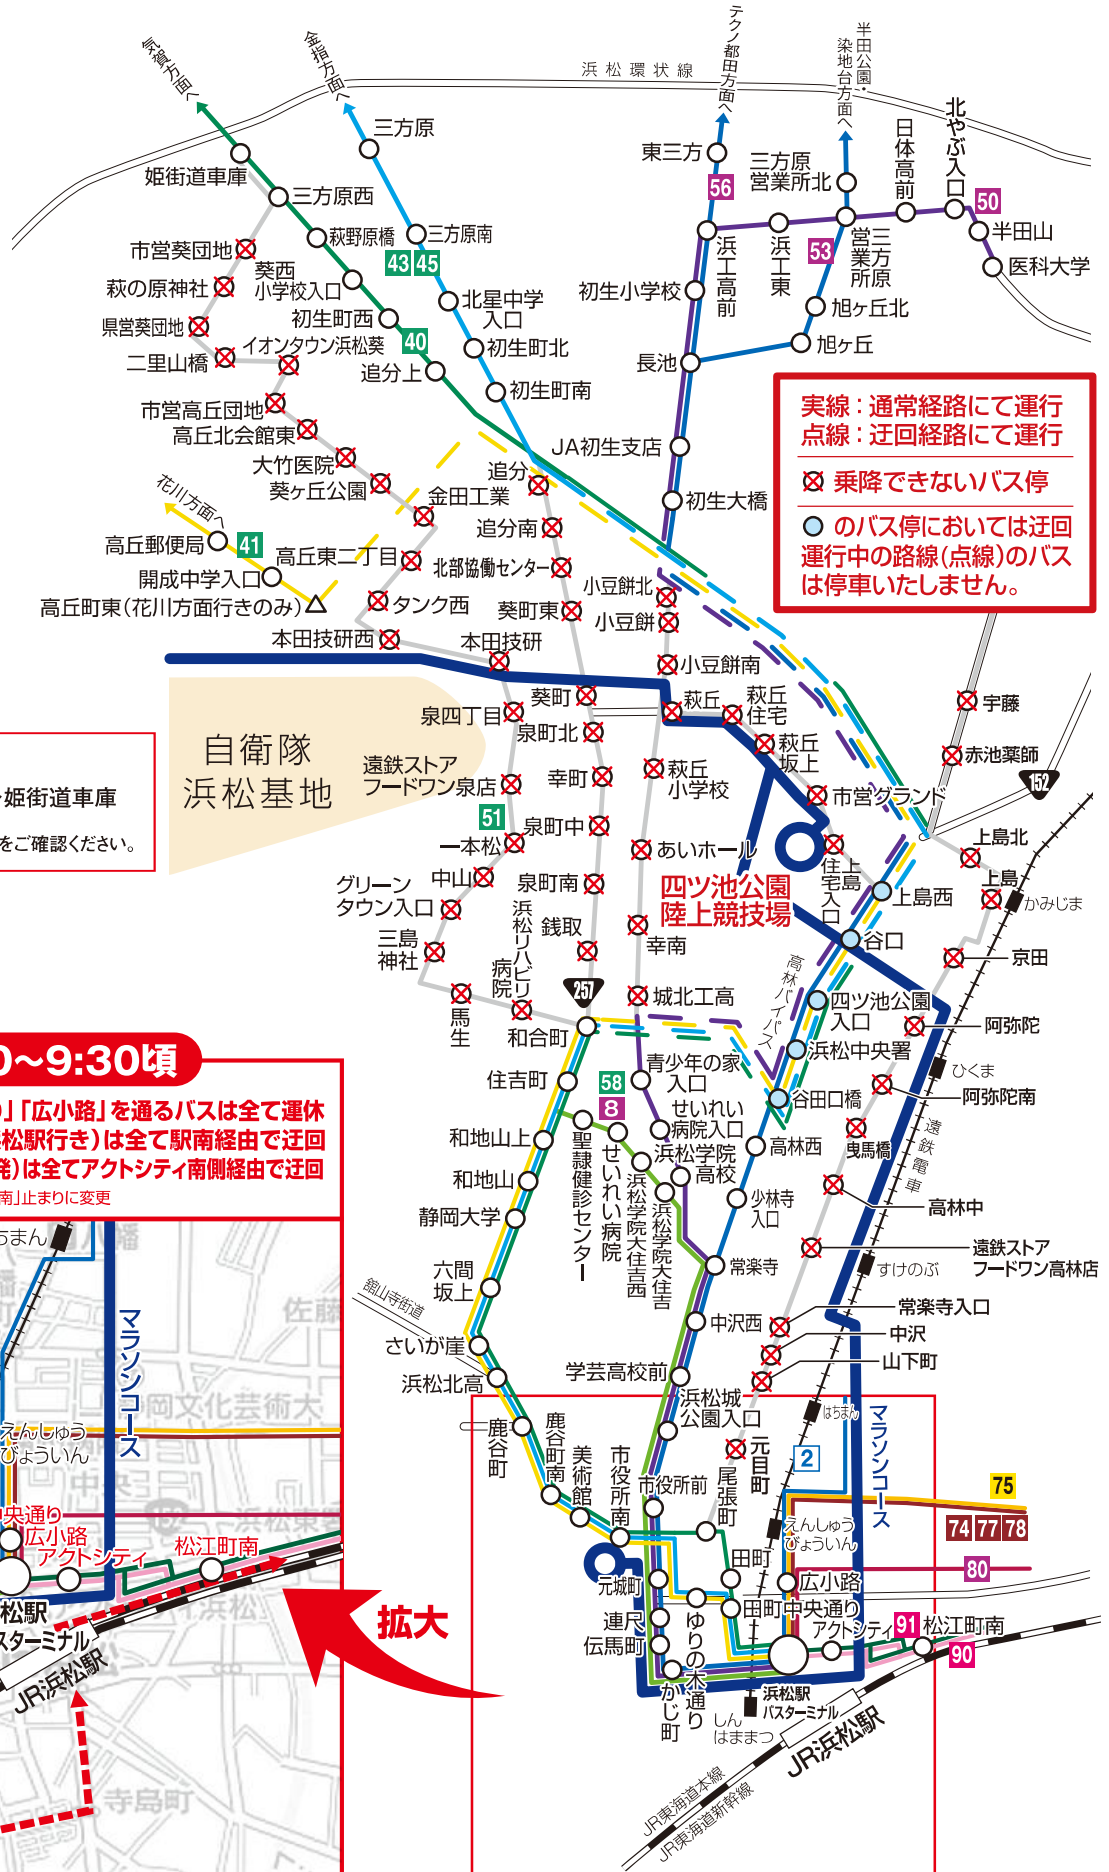 気賀方面へ
金指方面へ
テクノ都田方面へ
半田公園・
染地台方面へ
浜松環状線
三方原
姫街道車庫
三方原西
東三方
三方原
営業所北
日体高前
北やぶ入口
56
50
萩野原橋
三方原南
43 45
浜工高前
浜工東
53
三方原
営業所
半田山
医科大学
市営葵団地
萩の原神社
葵西
小学校入口
県営葵団地
初生町西
北星中学
入口
初生小学校
旭ヶ丘北
二里山橋
イオンタウン浜松葵
40
追分上
初生町北
長池
旭ヶ丘
市営高丘団地
高丘北会館東
初生町南
大竹医院
葵ヶ丘公園
追分
JA初生支店
金田工業
初生大橋
実線：通常経路にて運行
点線：迂回経路にて運行
乗降できないバス停
のバス停においては迂回
運行中の路線(点線)のバス
は停車いたしません。
花川方面へ
高丘郵便局
41
追分南
高丘東二丁目
北部協働センター
開成中学入口
高丘町東(花川方面行きのみ)
タンク西
葵町東
小豆餅北
小豆餅
本田技研西
本田技研
小豆餅南
葵町
萩丘
萩丘
住宅
宇藤
泉四丁目
泉町北
萩丘
坂上
赤池薬師
自衛隊
浜松基地
遠鉄ストア
フードワン泉店
幸町
萩丘
小学校
市営グランド
152
姫街道車庫
をご確認ください。
51
泉町中
一本松
あいホール
上島
住宅入口
上島北
上島
グリーン
タウン入口
中山
泉町南
四ツ池公園
陸上競技場
上島西
かみじま
三島
神社
浜松リハビリ
病院
銭取
幸南
谷口
京田
馬生
257
城北工高
高林バイパス
四ツ池公園
入口
阿弥陀
和合町
浜松中央署
ひくま
0～9:30頃
住吉町
58
8
青少年の家
入口
谷田口橋
阿弥陀南
」「広小路」を通るバスは全て運休
松駅行き)は全て駅南経由で迂回
発)は全てアクトシティ南側経由で迂回
南」止まりに変更
和地山上
せいれい
病院入口
高林西
曳馬橋
遠鉄電車
和地山
聖隷健診センター
せいれい病院
浜松学院大住吉西
浜松学院
高校
浜松学院大住吉
少林寺
入口
高林中
静岡大学
遠鉄ストア
フードワン高林店
ちまん
六間
坂上
常楽寺
すけのぶ
館山寺街道
常楽寺入口
佐藤
マラソンコース
さいが崖
中沢西
中沢
浜松北高
学芸高校前
山下町
岡文化芸術大
鹿谷町
鹿谷町南
浜松城
公園入口
はちまん
マラソンコース
えんしゅう
びょういん
中央
美術館
市役所南
市役所前
尾張町
元目町
2
75
74 77 78
浜松東
中央通り
広小路
アクトシティ
松江町南
えんしゅう
びょういん
田町
元城町
広小路
80
浜松
松駅
スターミナル
JR浜松駅
拡大
連尺
伝馬町
ゆりの木通り
田町中央通り
アクトシティ
91
松江町南
90
かじ町
浜松駅
バスターミナル
しん
はままつ
JR浜松駅
寺島町
JR東海道本線
JR東海道新幹線